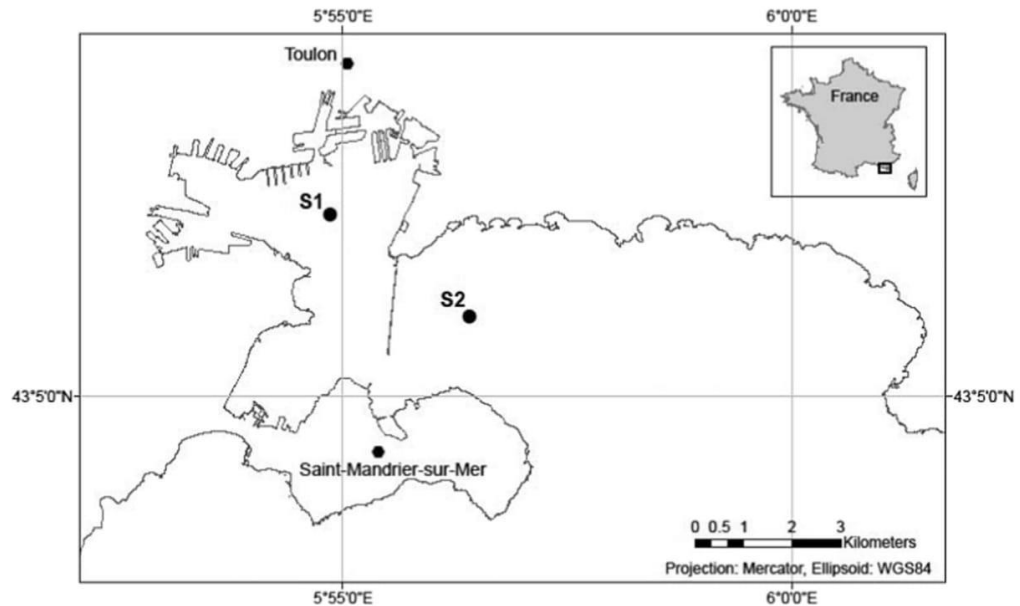 5°55'0"E 6°0'0"E
Toulon
France
S1
S2
43°5'0"N 43°5'0"N
Saint-Mandrier-sur-Mer
0 0.5 1 2 3
Kilometers
Projection: Mercator, Ellipsoid: WGS84
5°55'0"E 6°0'0"E